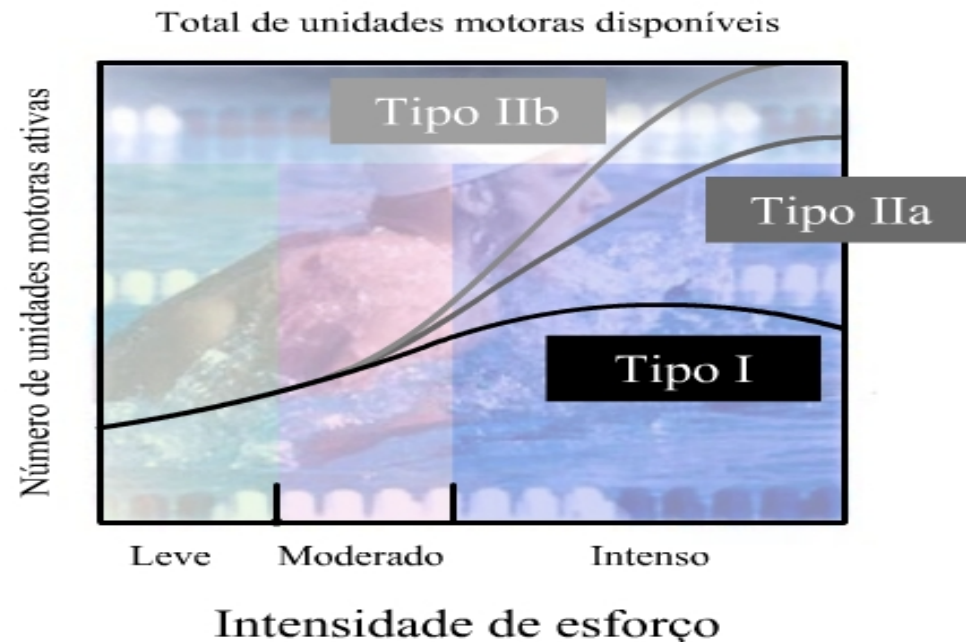 Total de unidades motoras disponíveis
Número de unidades motoras ativas
Tipo IIb
Tipo IIa
Tipo I
Leve Moderado Intenso
Intensidade de esforço